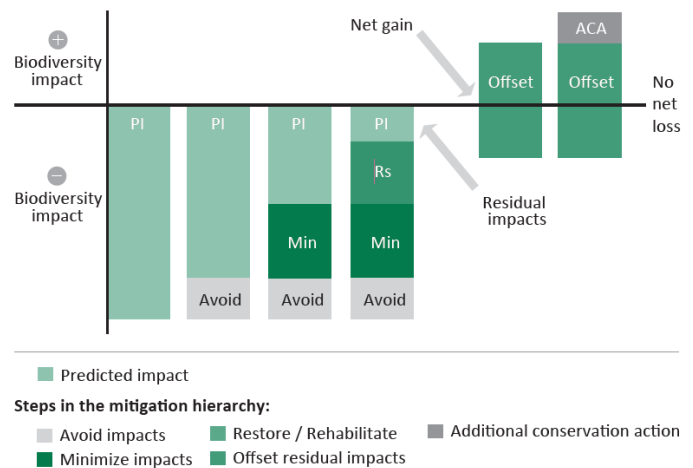 +
Biodiversity
impact
Net gain
ACA
Offset
Offset
No
net
loss
PI
PI
PI
PI
Rs
−
Biodiversity
impact
Residual
impacts
Min
Min
Avoid
Avoid
Avoid
Predicted impact
Steps in the mitigation hierarchy:
Avoid impacts
Restore / Rehabilitate
Additional conservation action
Minimize impacts
Offset residual impacts